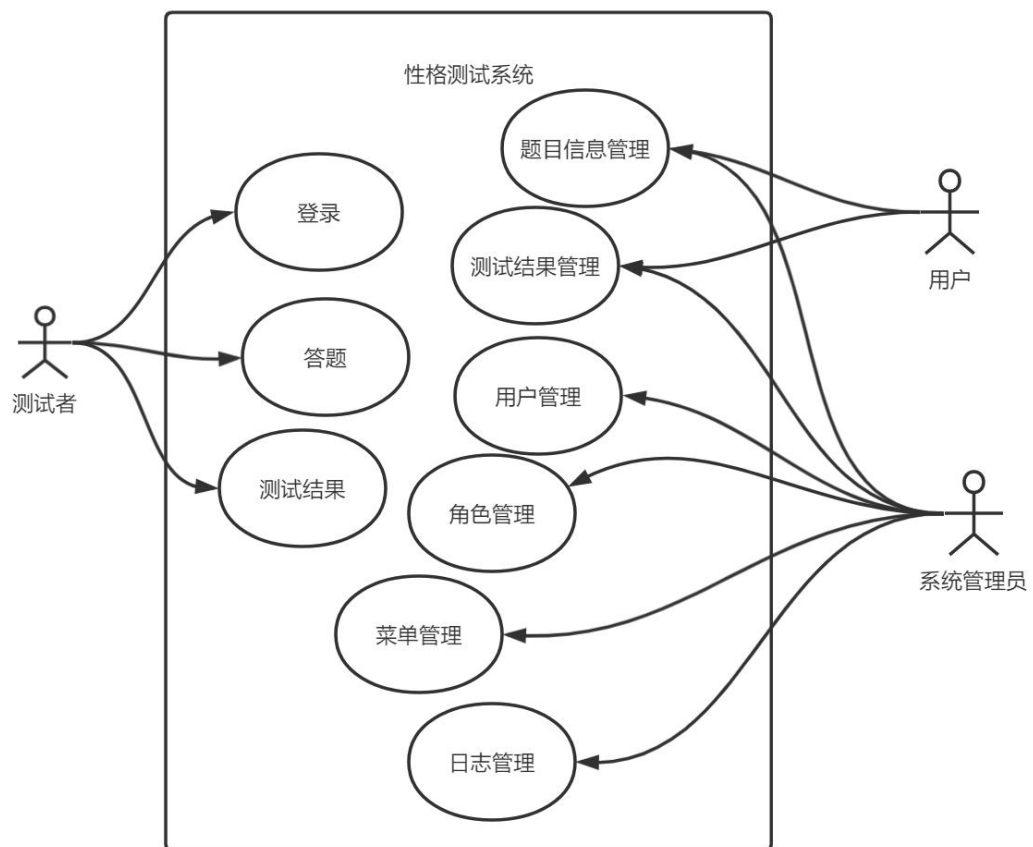 性格测试系统
题目信息管理
登录
测试结果管理
用户
答题
用户管理
测试者
测试结果
角色管理
系统管理员
菜单管理
日志管理